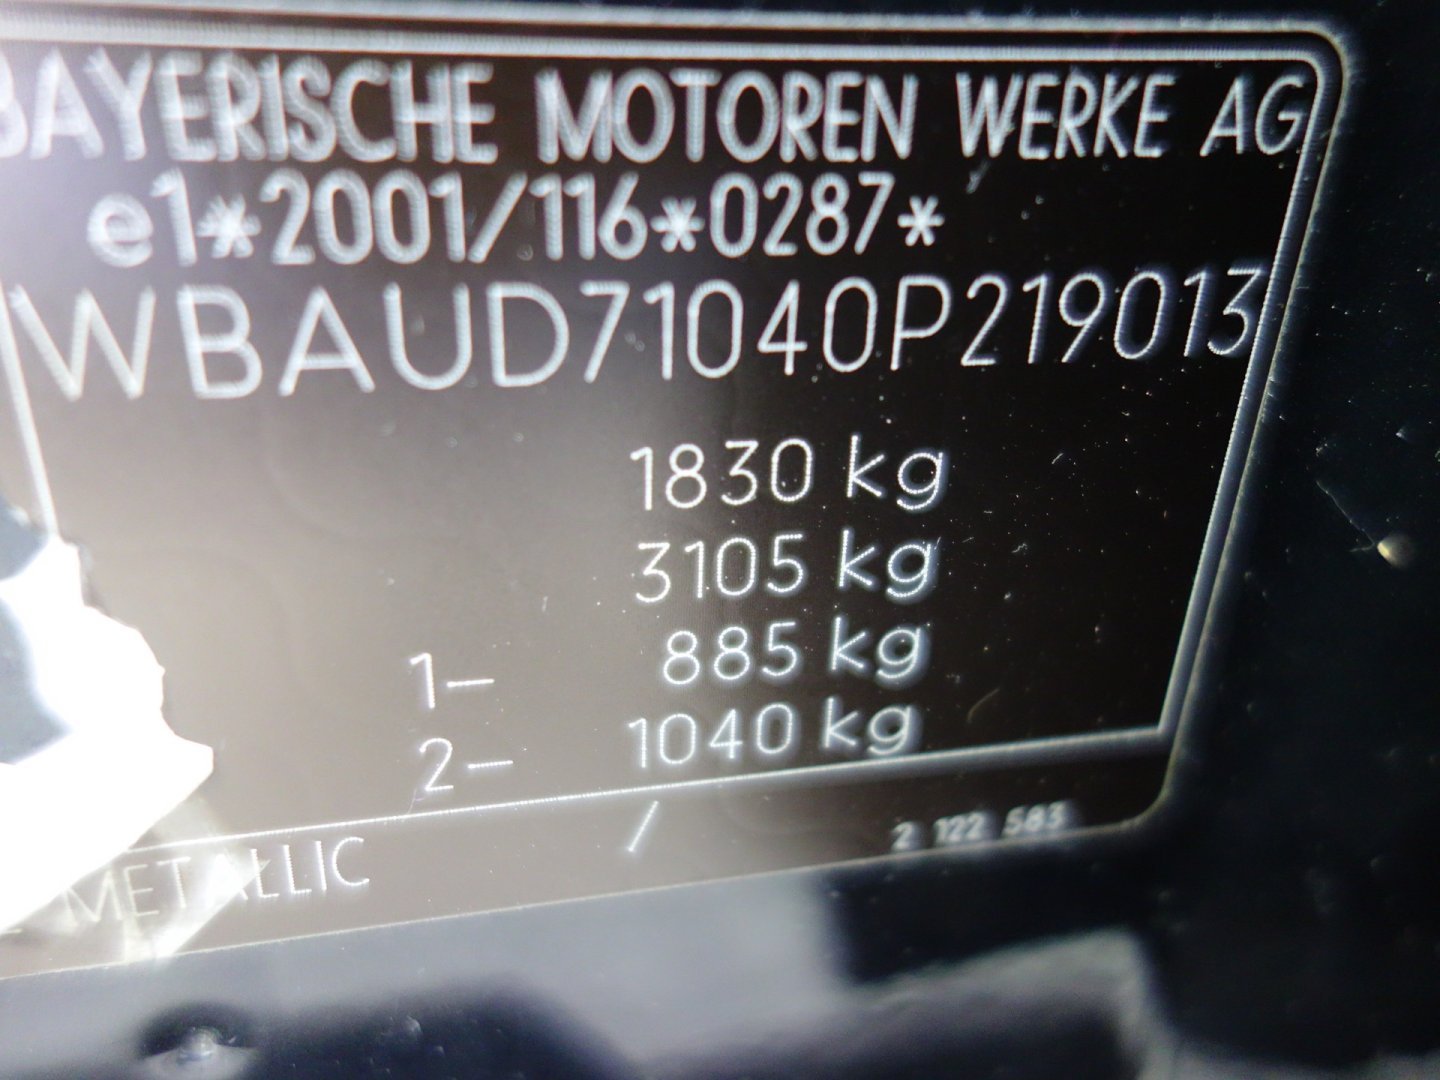 BAYERISCHE MOTOREN WERKE AG
e1*2001/116*0287*
WBAUD71040P219013
1830 kg
3105 kg
1– 885 kg
2– 1040 kg
METALLIC / 2 122 583